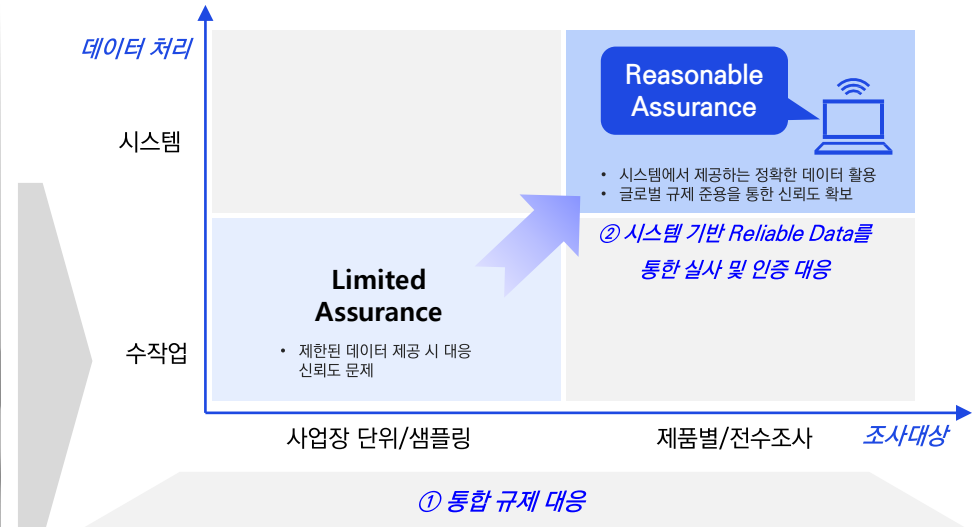 데이터 처리
시스템
Reasonable
Assurance
• 시스템에서 제공하는 정확한 데이터 활용
• 글로벌 규제 준용을 통한 신뢰도 확보
② 시스템 기반 Reliable Data를
통한 실사 및 인증 대응
수작업
Limited
Assurance
• 제한된 데이터 제공 시 대응
신뢰도 문제
사업장 단위/샘플링
제품별/전수조사
조사대상
① 통합 규제 대응